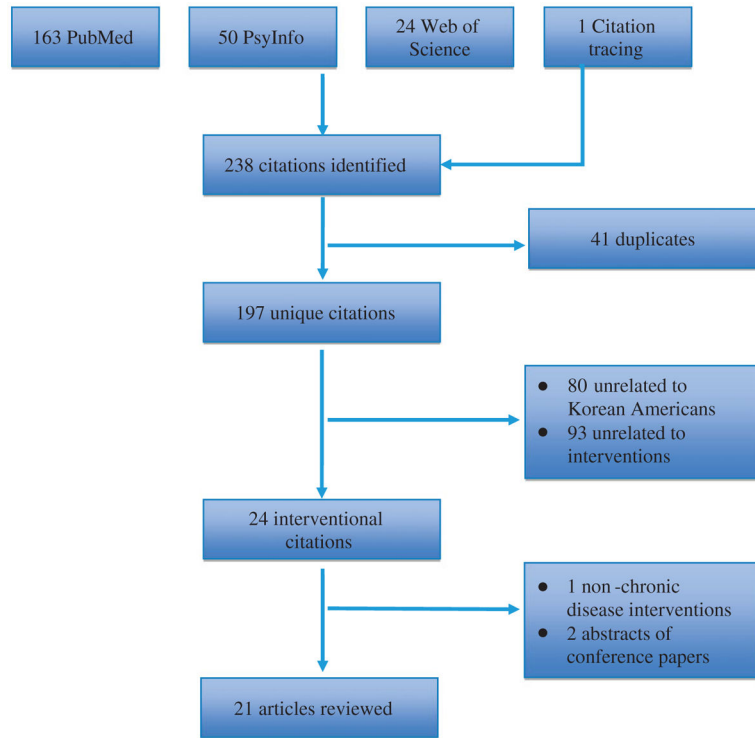 163 PubMed
50 PsyInfo
24 Web of
Science
1 Citation
tracing
238 citations identified
41 duplicates
197 unique citations
● 80 unrelated to
Korean Americans
● 93 unrelated to
interventions
24 interventional
citations
● 1 non -chronic
disease interventions
● 2 abstracts of
conference papers
21 articles reviewed